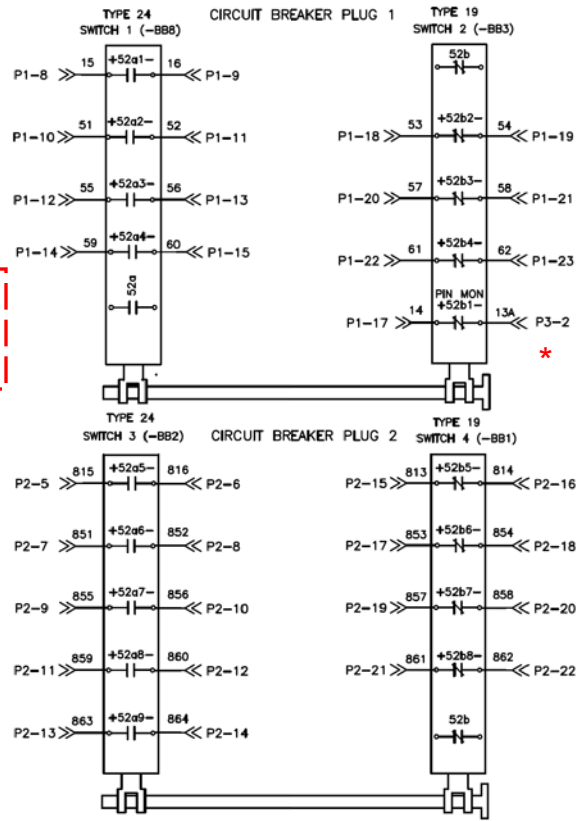 TYPE 24 CIRCUIT BREAKER PLUG 1 TYPE 19
SWITCH 1 (-BB8) SWITCH 2 (-BB3)
52b
P1-8 15 +52a1- 16 P1-9
P1-10 51 +52a2- 52 P1-11
P1-18 53 +52b2- 54 P1-19
P1-12 55 +52a3- 56 P1-13
P1-20 57 +52b3- 58 P1-21
P1-14 59 +52a4- 60 P1-15
P1-22 61 +52b4- 62 P1-23
52a
PIN MON
P1-17 14 +52b1- 13A P3-2
*
TYPE 24 CIRCUIT BREAKER PLUG 2 TYPE 19
SWITCH 3 (-BB2) SWITCH 4 (-BB1)
P2-5 815 +52a5- 816 P2-6
P2-15 813 +52b5- 814 P2-16
P2-7 851 +52a6- 852 P2-8
P2-17 853 +52b6- 854 P2-18
P2-9 855 +52a7- 856 P2-10
P2-19 857 +52b7- 858 P2-20
P2-11 859 +52a8- 860 P2-12
P2-21 861 +52b8- 862 P2-22
P2-13 863 +52a9- 864 P2-14
52b